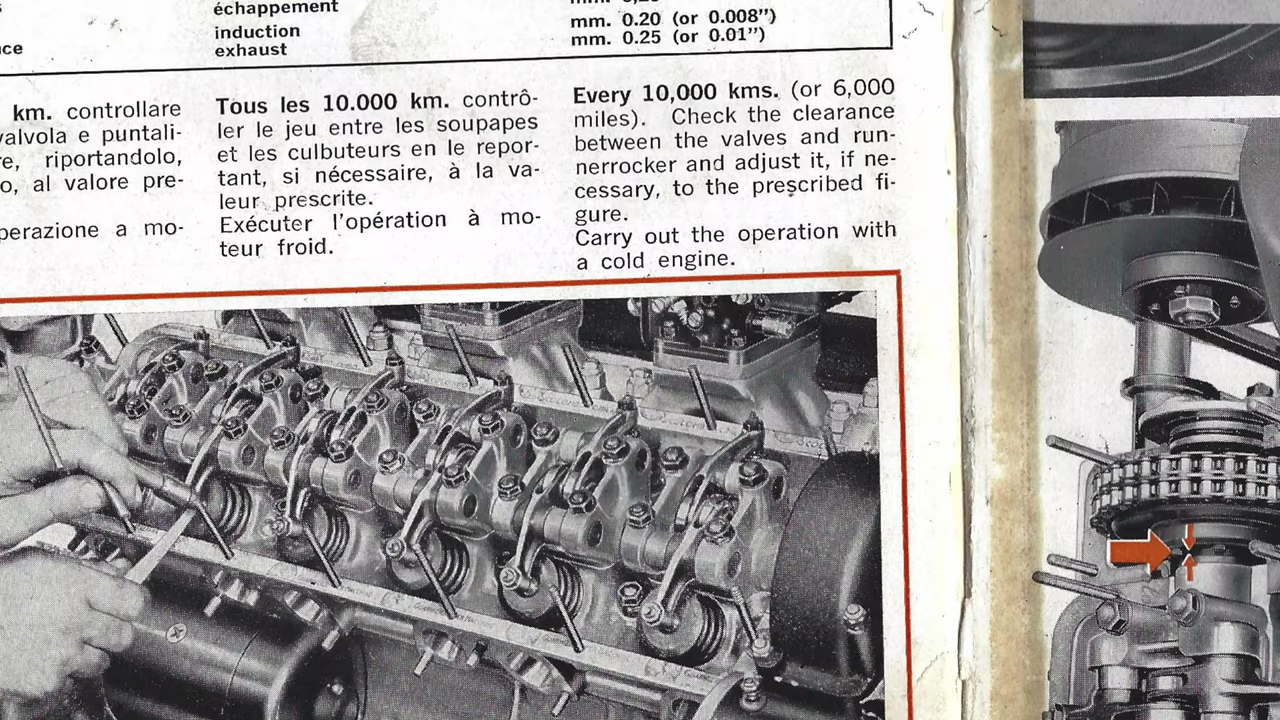 échappement
induction
exhaust
mm. 0.20 (or 0.008")
mm. 0.25 (or 0.01")
km. controllare
valvola e puntali-
re, riportandolo,
o, al valore pre-
perazione a mo-
Tous les 10.000 km. contrô-
ler le jeu entre les soupapes
et les culbuteurs en le repor-
tant, si nécessaire, à la va-
leur prescrite.
Exécuter l'opération à mo-
teur froid.
Every 10,000 kms. (or 6,000
miles). Check the clearance
between the valves and run-
nerrocker and adjust it, if ne-
cessary, to the prescribed fi-
gure.
Carry out the operation with
a cold engine.